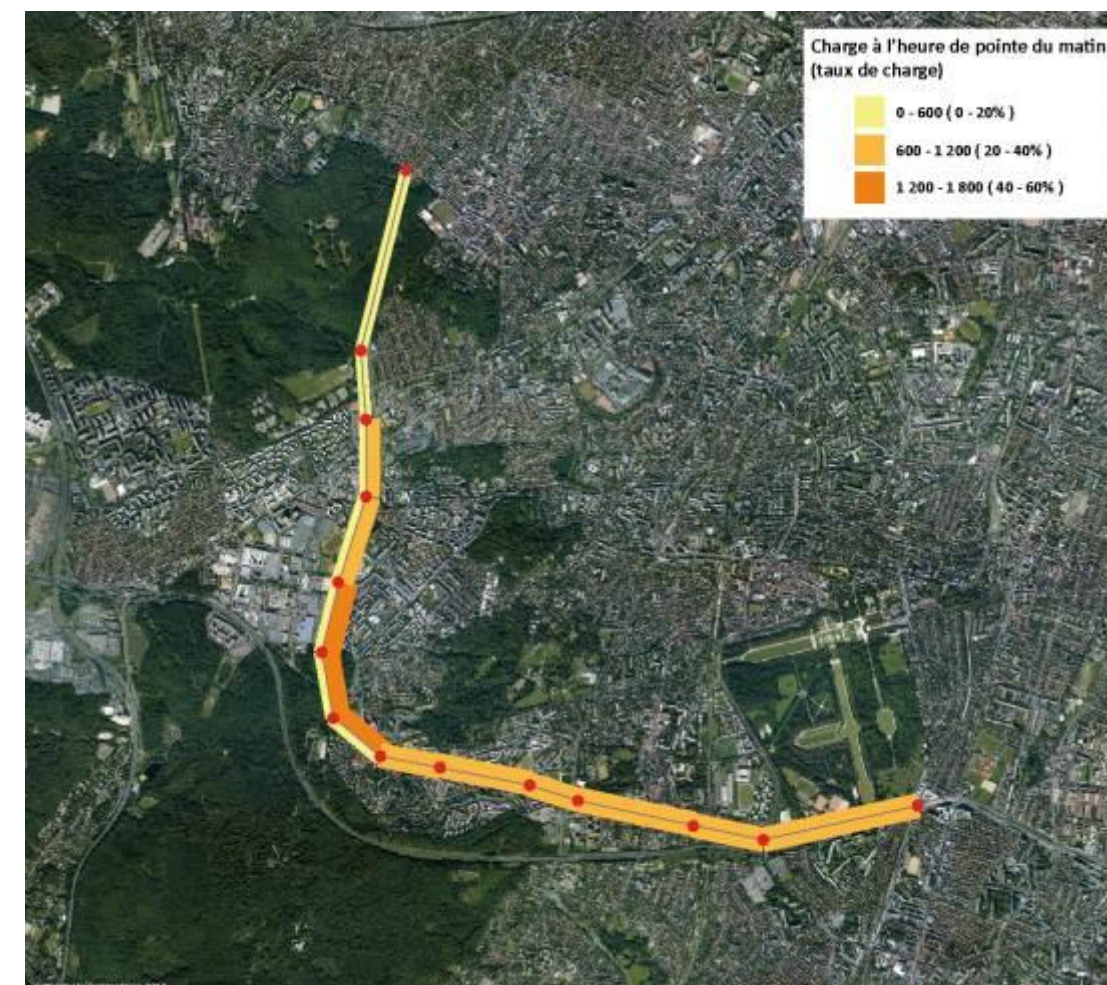 Charge à l'heure de pointe du matin
(taux de charge)
0 - 600 ( 0 - 20% )
600 - 1 200 ( 20 - 40% )
1 200 - 1 800 ( 40 - 60% )